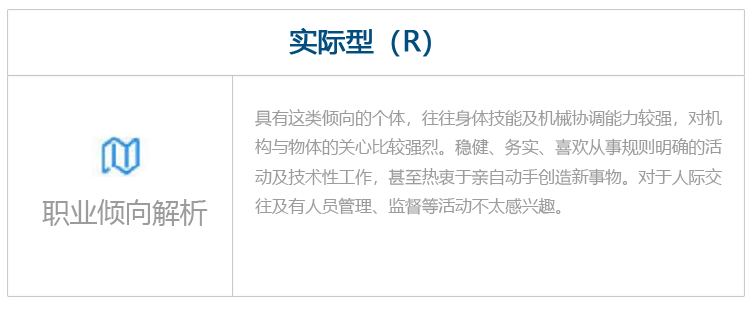 实际型（R）
职业倾向解析
具有这类倾向的个体，往往身体技能及机械协调能力较强，对机
构与物体的关心比较强烈。稳健、务实、喜欢从事规则明确的活
动及技术性工作，甚至热衷于亲自动手创造新事物。对于人际交
往及有人员管理、监督等活动不太感兴趣。